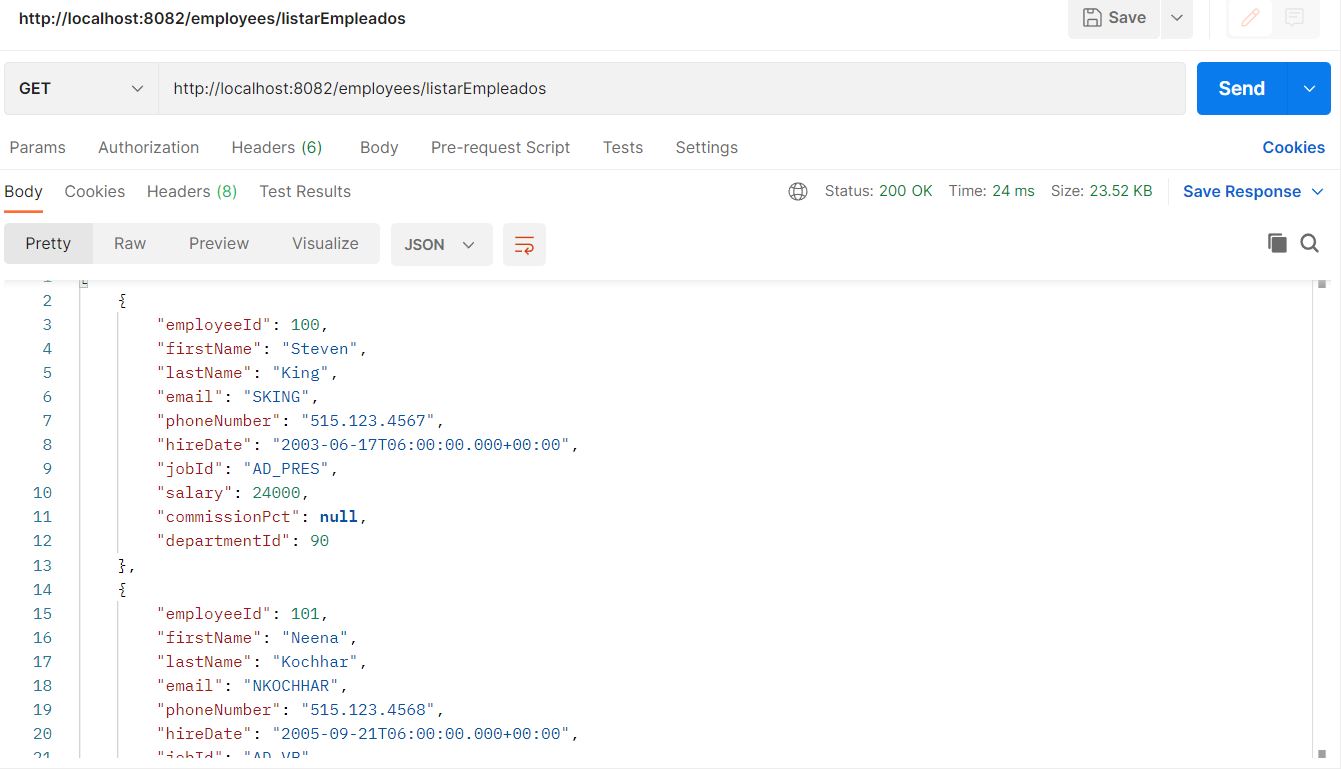 http://localhost:8082/employees/listarEmpleados
Save
GET
http://localhost:8082/employees/listarEmpleados
Send
Params Authorization Headers (6) Body Pre-request Script Tests Settings
Cookies
Body Cookies Headers (8) Test Results
Status: 200 OK Time: 24 ms Size: 23.52 KB Save Response
Pretty Raw Preview Visualize JSON
1 [
2 {
3 "employeeId": 100,
4 "firstName": "Steven",
5 "lastName": "King",
6 "email": "SKING",
7 "phoneNumber": "515.123.4567",
8 "hireDate": "2003-06-17T06:00:00.000+00:00",
9 "jobId": "AD_PRES",
10 "salary": 24000,
11 "commissionPct": null,
12 "departmentId": 90
13 },
14 {
15 "employeeId": 101,
16 "firstName": "Neena",
17 "lastName": "Kochhar",
18 "email": "NKOCHHAR",
19 "phoneNumber": "515.123.4568",
20 "hireDate": "2005-09-21T06:00:00.000+00:00",
21 "jobId": "AD_VP"